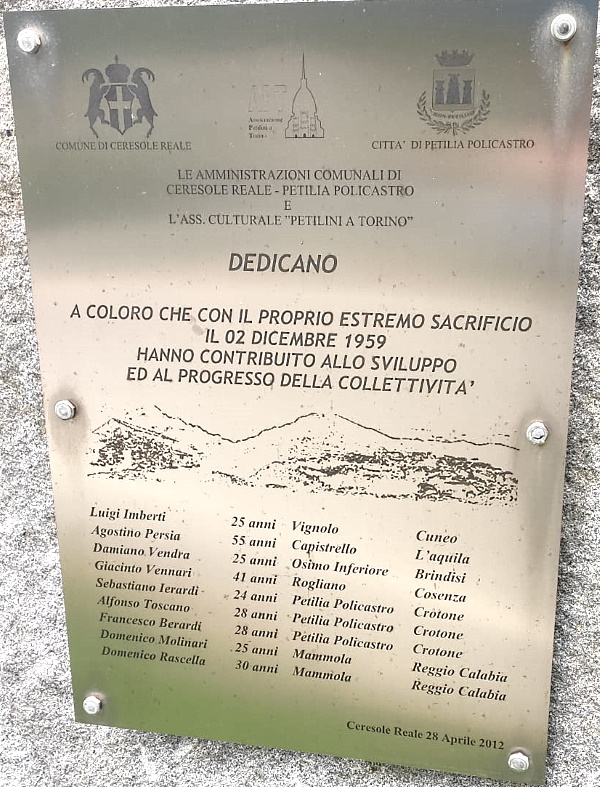 COMUNE DI CERESOLE REALE
Associazione
Petilini a
Torino
CITTA' DI PETILIA POLICASTRO
LE AMMINISTRAZIONI COMUNALI DI
CERESOLE REALE - PETILIA POLICASTRO
E
L'ASS. CULTURALE "PETILINI A TORINO"
DEDICANO
A COLORO CHE CON IL PROPRIO ESTREMO SACRIFICIO
IL 02 DICEMBRE 1959
HANNO CONTRIBUITO ALLO SVILUPPO
ED AL PROGRESSO DELLA COLLETTIVITA'
Luigi Imberti 25 anni Vignolo Cuneo
Agostino Persia 55 anni Capistrello L'aquila
Damiano Vendra 25 anni Osimo Inferiore Brindisi
Giacinto Vennari 41 anni Rogliano Cosenza
Sebastiano Ierardi 24 anni Petilia Policastro Crotone
Alfonso Toscano 28 anni Petilia Policastro Crotone
Francesco Berardi 28 anni Petilia Policastro Crotone
Domenico Molinari 25 anni Mammola Reggio Calabria
Domenico Rascella 30 anni Mammola Reggio Calabria
Ceresole Reale 28 Aprile 2012